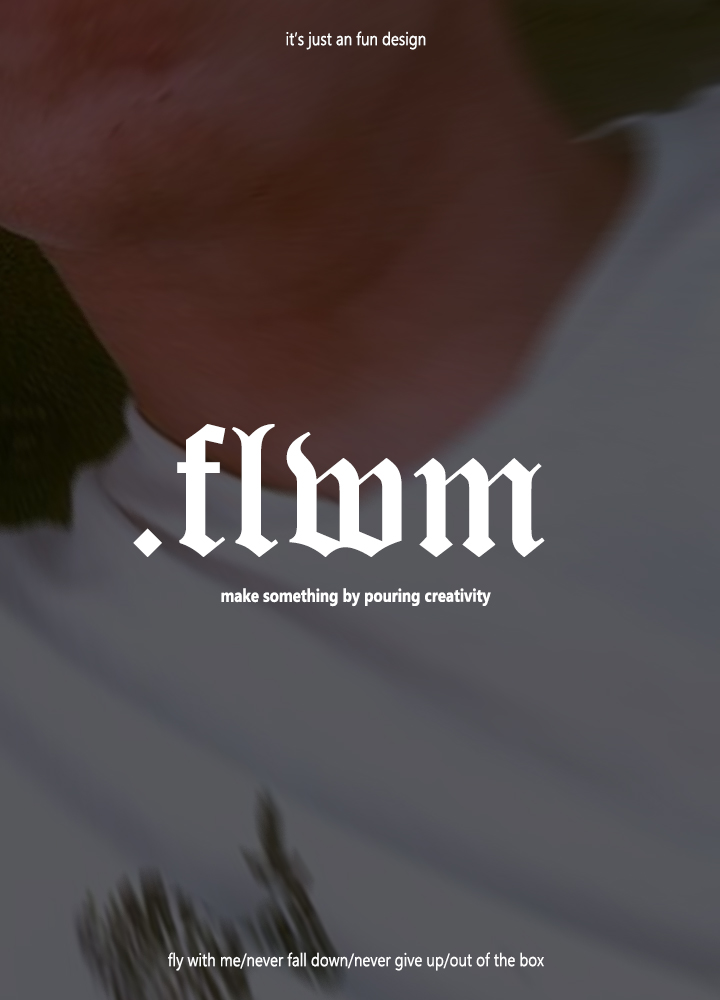 it's just an fun design
.flwm
make something by pouring creativity
fly with me/never fall down/never give up/out of the box